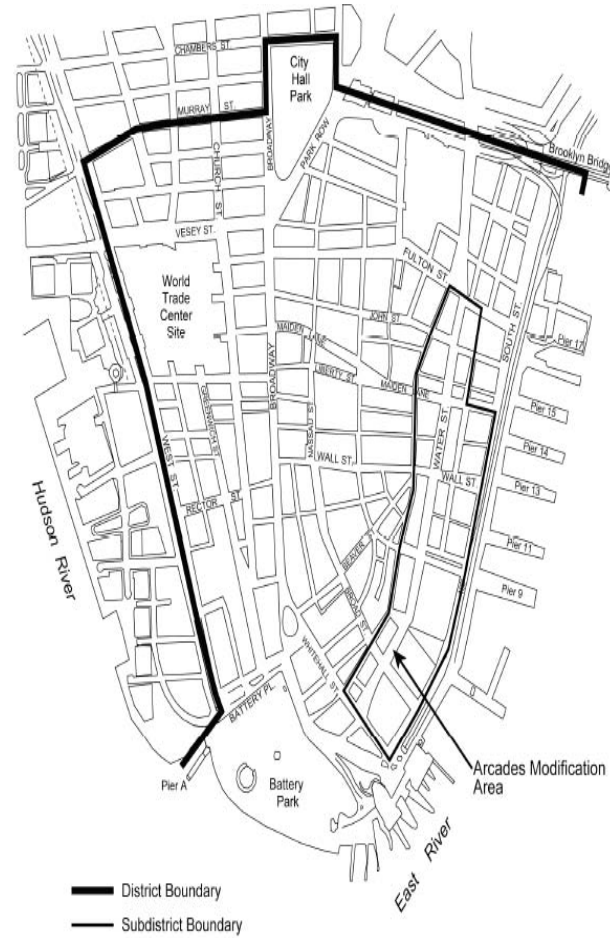 CHAMBERS ST.
City
Hall
Park
MURRAY ST.
BROADWAY
PARK ROW
Brooklyn Bridge
CHURCH ST.
VESEY ST.
FULTON ST.
World
Trade
Center
Site
SOUTH ST.
JOHN ST
MAIDEN LANE
Pier 17
BROADWAY
LIBERTY ST.
MAIDEN LANE
GREENWICH ST.
NASSAU ST
WATER ST
Pier 15
WEST ST.
WALL ST.
Pier 14
WALL ST.
RECTOR ST
Pier 13
Hudson River
BEAVER ST
Pier 11
BROAD ST.
Pier 9
WHITEHALL ST.
BATTERY PL.
Arcades Modification
Area
Pier A
Battery
Park
East River
District Boundary
Subdistrict Boundary